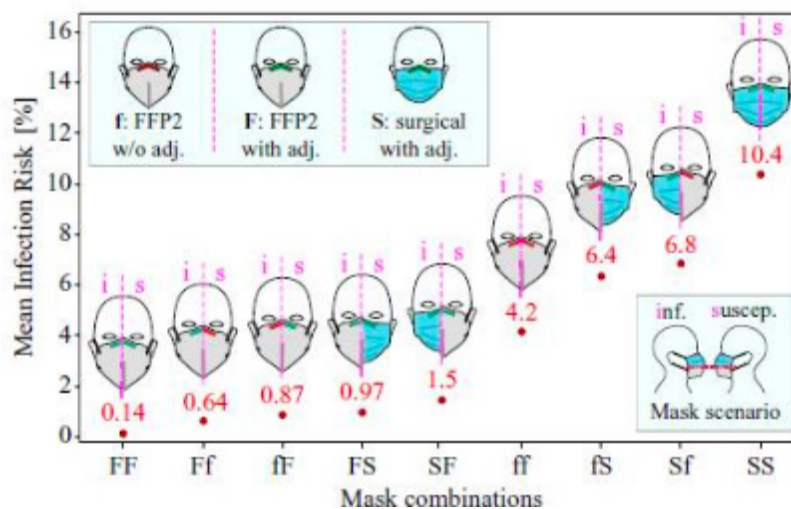 16%
14
12
10
8
6
4
2
0
Mean Infection Risk [%]
f: FFP2
w/o adj.
F: FFP2
with adj.
S: surgical
with adj.
i s
0.14
i s
0.64
i s
0.87
i s
0.97
i s
1.5
i s
4.2
i s
6.4
i s
6.8
i s
10.4
inf. suscep.
Mask scenario
FF Ff fF FS SF ff fS Sf SS
Mask combinations